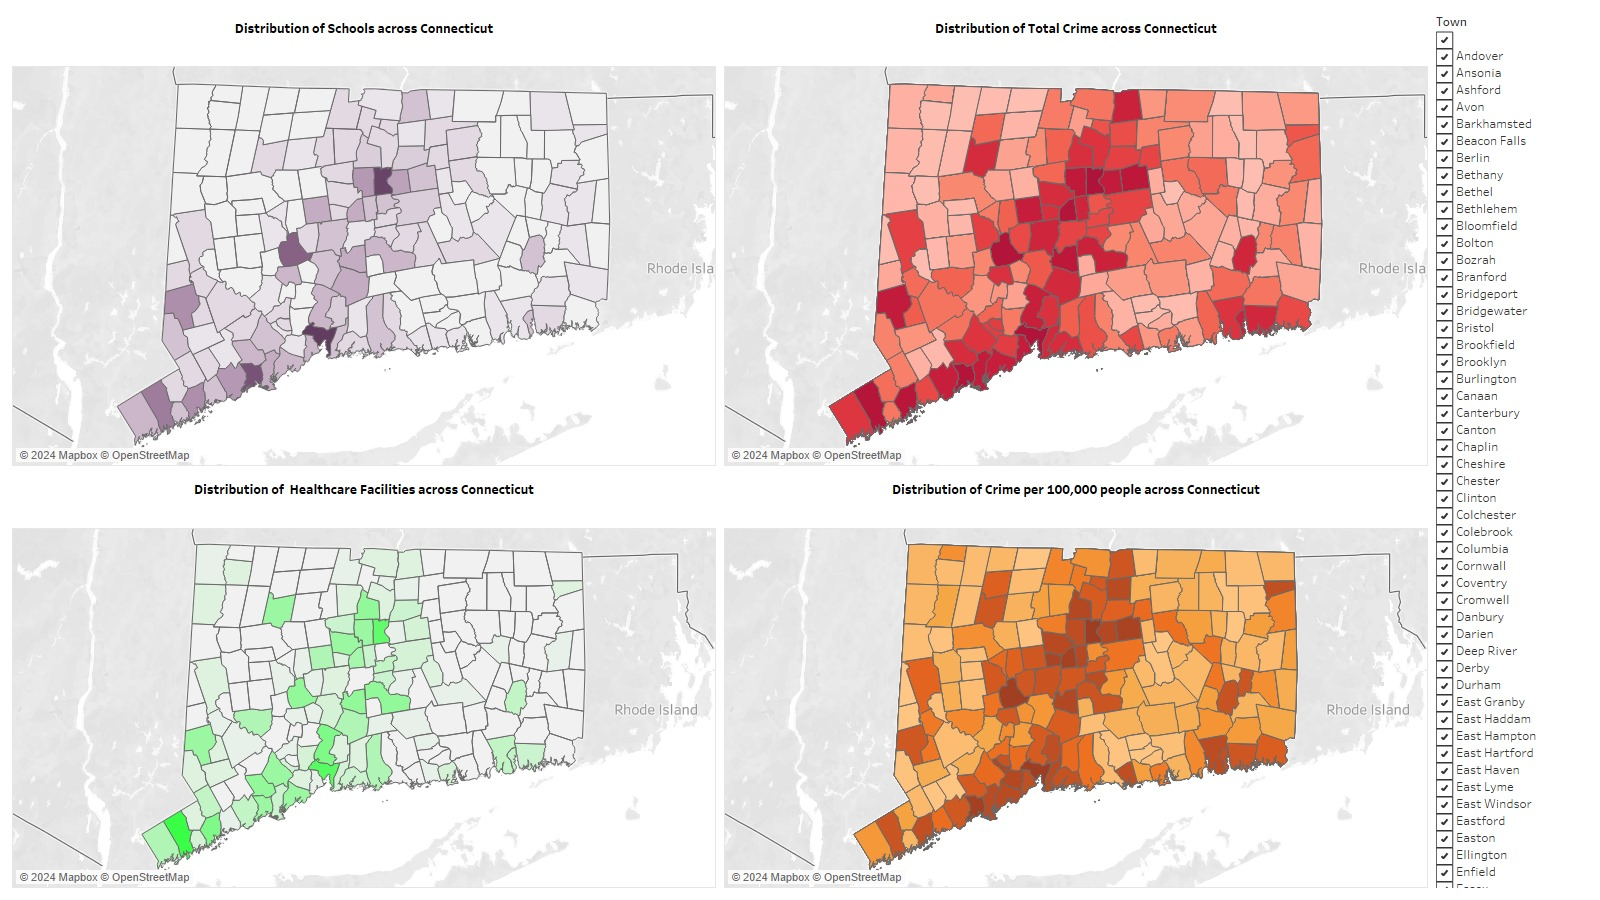 Distribution of Schools across Connecticut
Rhode Isla
© 2024 Mapbox © OpenStreetMap
Distribution of Total Crime across Connecticut
Rhode Isla
© 2024 Mapbox © OpenStreetMap
Distribution of  Healthcare Facilities across Connecticut
Rhode Island
© 2024 Mapbox © OpenStreetMap
Distribution of Crime per 100,000 people across Connecticut
Rhode Island
© 2024 Mapbox © OpenStreetMap
Town
Andover
Ansonia
Ashford
Avon
Barkhamsted
Beacon Falls
Berlin
Bethany
Bethel
Bethlehem
Bloomfield
Bolton
Bozrah
Branford
Bridgeport
Bridgewater
Bristol
Brookfield
Brooklyn
Burlington
Canaan
Canterbury
Canton
Chaplin
Cheshire
Chester
Clinton
Colchester
Colebrook
Columbia
Cornwall
Coventry
Cromwell
Danbury
Darien
Deep River
Derby
Durham
East Granby
East Haddam
East Hampton
East Hartford
East Haven
East Lyme
East Windsor
Eastford
Easton
Ellington
Enfield